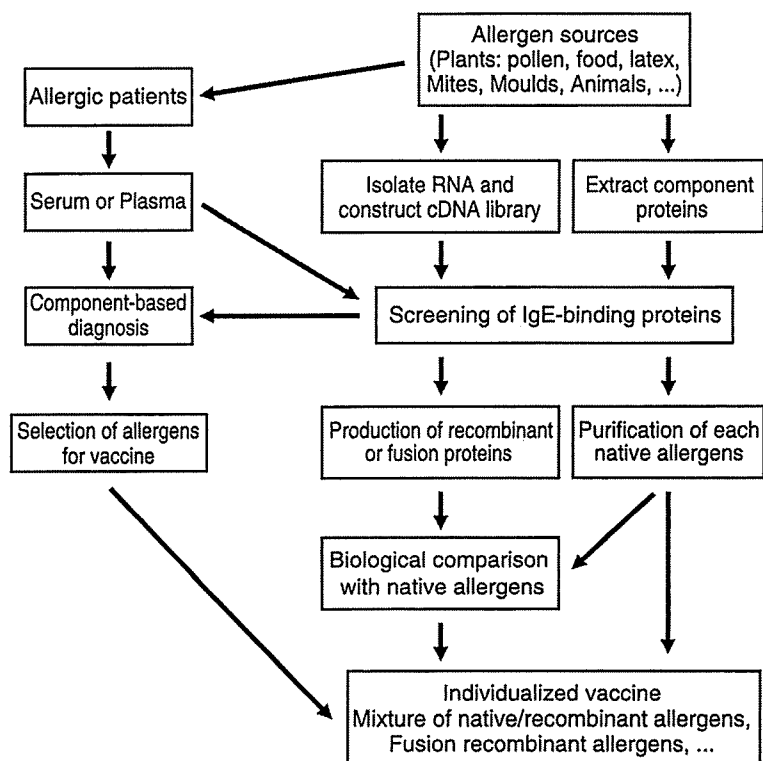 Allergen sources
(Plants: pollen, food, latex,
Mites, Moulds, Animals, ...)
Allergic patients
Serum or Plasma
Isolate RNA and
construct cDNA library
Extract component
proteins
Component-based
diagnosis
Screening of IgE-binding proteins
Selection of allergens
for vaccine
Production of recombinant
or fusion proteins
Purification of each
native allergens
Biological comparison
with native allergens
Individualized vaccine
Mixture of native/recombinant allergens,
Fusion recombinant allergens, ...